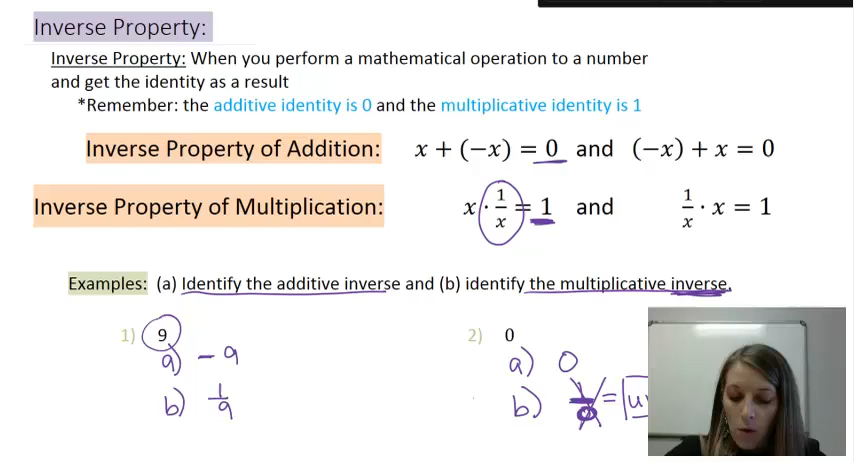 Inverse Property:
Inverse Property: When you perform a mathematical operation to a number
and get the identity as a result
*Remember: the additive identity is 0 and the multiplicative identity is 1
Inverse Property of Addition: x + (−x) = 0 and (−x) + x = 0
Inverse Property of Multiplication: x · 1/x = 1 and 1/x · x = 1
Examples: (a) Identify the additive inverse and (b) identify the multiplicative inverse.
1) 9
a) −9
b) 1/9
2) 0
a) 0
b) 1/0 =